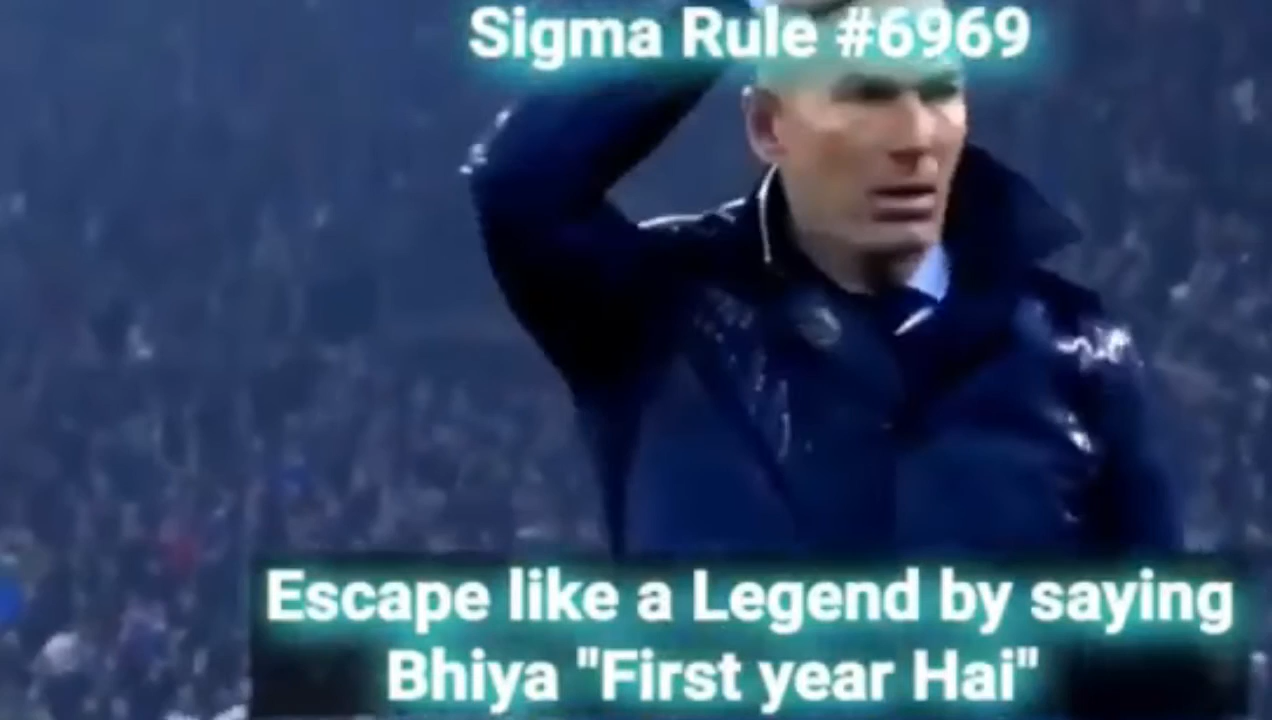 Sigma Rule #6969
Escape like a Legend by saying
Bhiya "First year Hai"